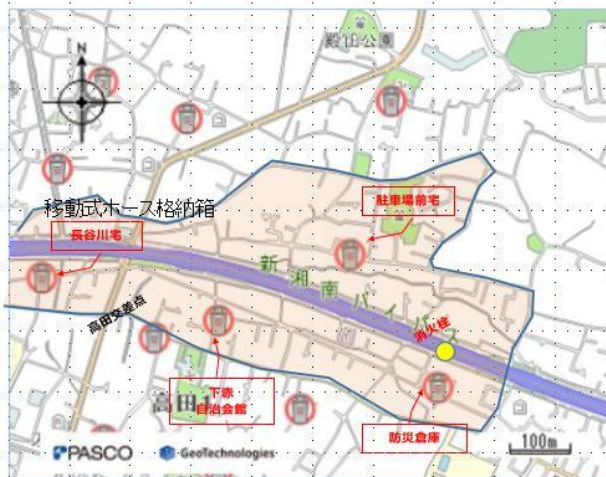 殿山公園
N
移動式ホース格納箱
長谷川宅
駐車場前宅
新湘南バイパス
高田交差点
消火栓
下赤
自治会館
高田
防災倉庫
100m
PASCO
GeoTechnologies